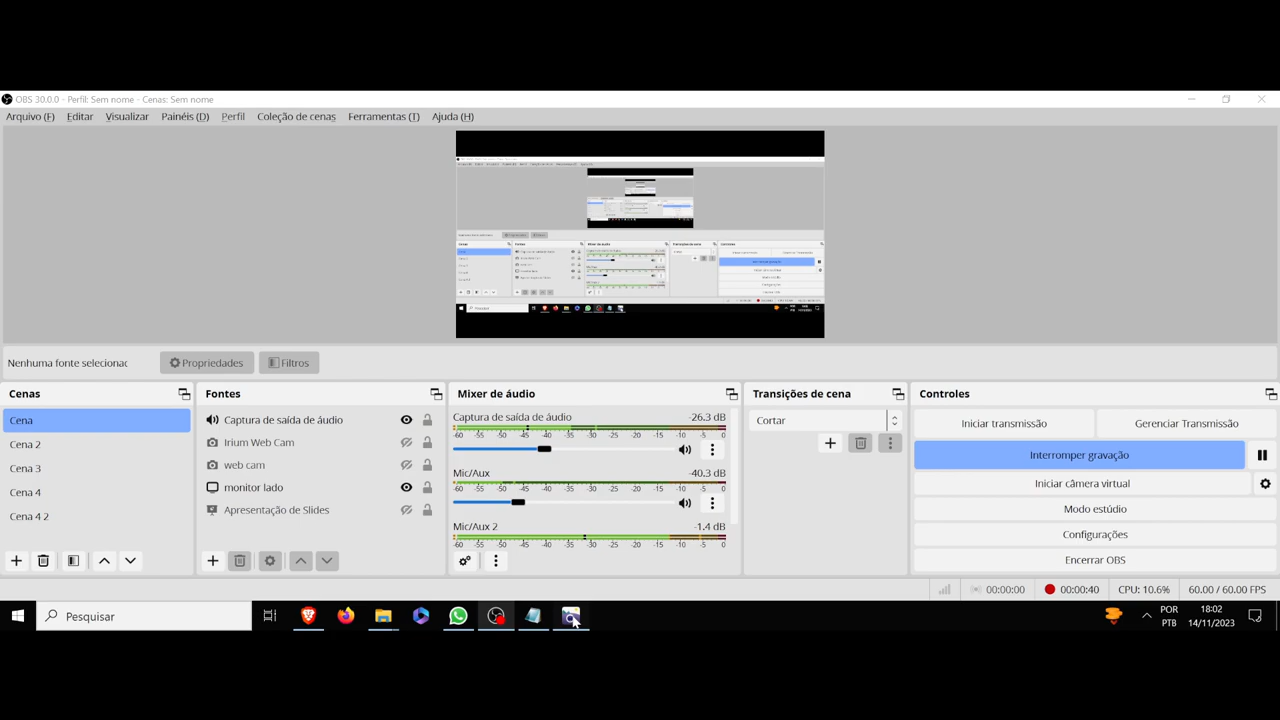 OBS 30.0.0 - Perfil: Sem nome - Cenas: Sem nome
Arquivo (F) Editar Visualizar Painéis (D) Perfil Coleção de cenas Ferramentas (T) Ajuda (H)
Nenhuma fonte selecionac Propriedades Filtros
Cenas
Cena
Cena 2
Cena 3
Cena 4
Cena 4 2
Fontes
Captura de saída de áudio
Irium Web Cam
web cam
monitor lado
Apresentação de Slides
Mixer de áudio
Captura de saída de áudio -26.3 dB
-60 -55 -50 -45 -40 -35 -30 -25 -20 -15 -10 -5 0
Mic/Aux -40.3 dB
-60 -55 -50 -45 -40 -35 -30 -25 -20 -15 -10 -5 0
Mic/Aux 2 -1.4 dB
-60 -55 -50 -45 -40 -35 -30 -25 -20 -15 -10 -5 0
Transições de cena
Cortar
Controles
Iniciar transmissão Gerenciar Transmissão
Interromper gravação
Iniciar câmera virtual
Modo estúdio
Configurações
Encerrar OBS
00:00:00 00:00:40 CPU: 10.6% 60.00 / 60.00 FPS
Pesquisar
POR
PTB
18:02
14/11/2023